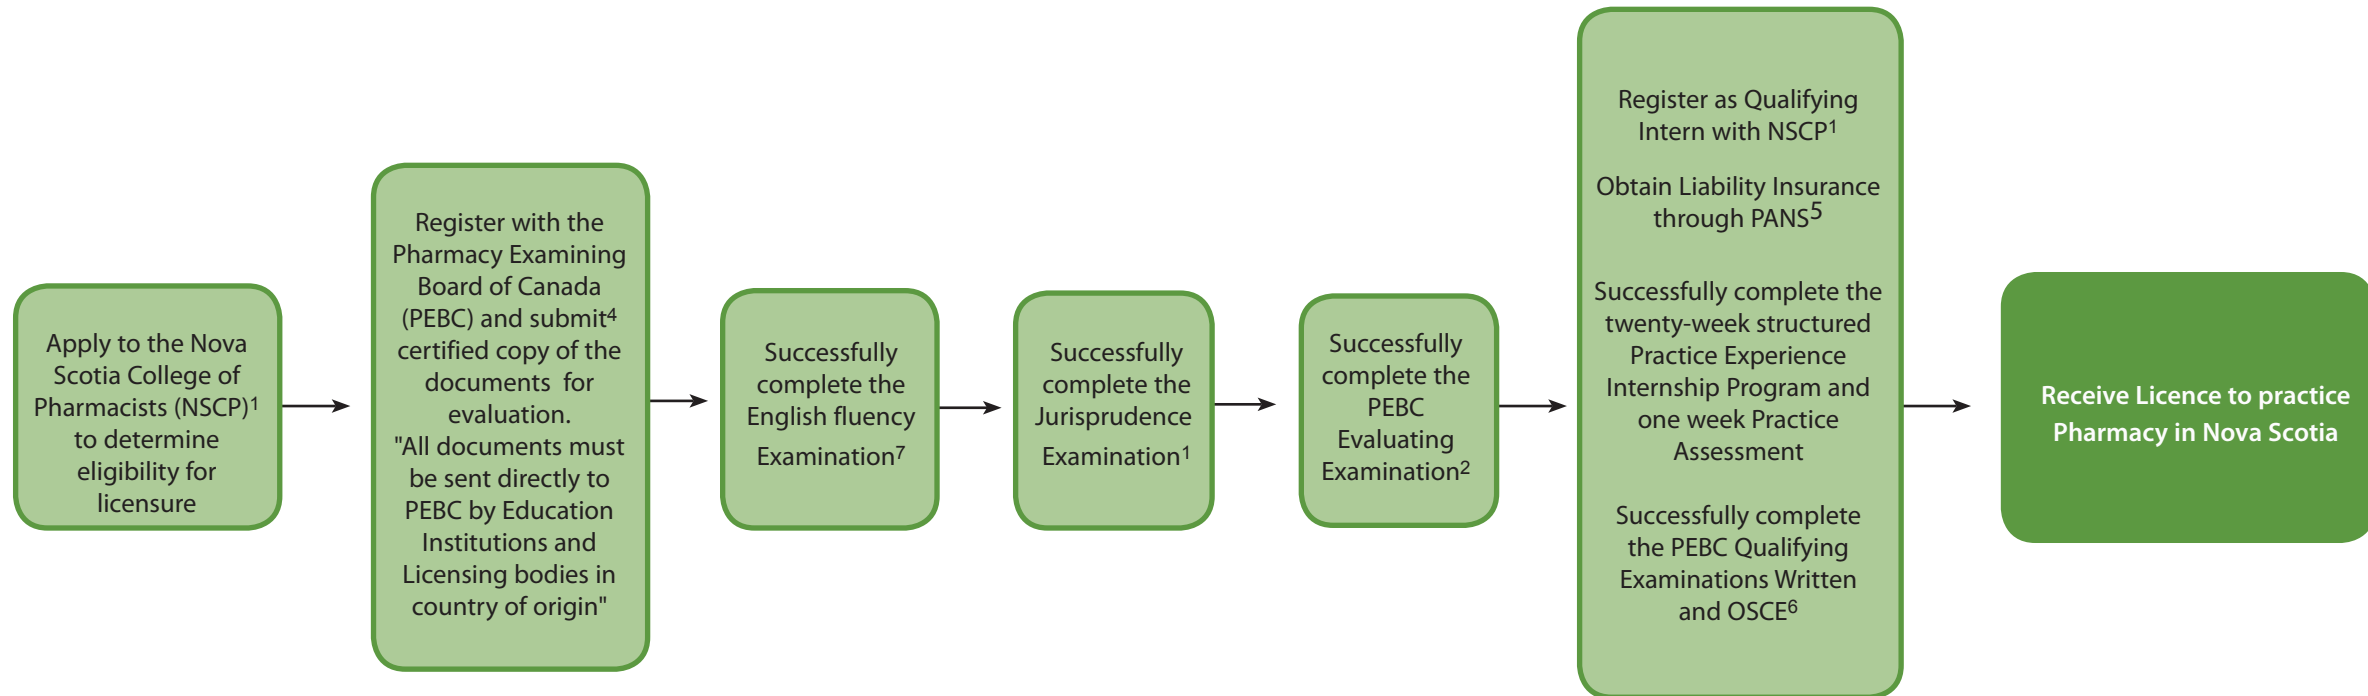 Apply to the Nova
Scotia College of
Pharmacists (NSCP)¹
to determine
eligibility for
licensure
Register with the
Pharmacy Examining
Board of Canada
(PEBC) and submit⁴
certified copy of the
documents for
evaluation.
"All documents must
be sent directly to
PEBC by Education
Institutions and
Licensing bodies in
country of origin"
Successfully
complete the
English fluency
Examination⁷
Successfully
complete the
Jurisprudence
Examination¹
Successfully
complete the
PEBC
Evaluating
Examination²
Register as Qualifying
Intern with NSCP¹
Obtain Liability Insurance
through PANS⁵
Successfully complete the
twenty-week structured
Practice Experience
Internship Program and
one week Practice
Assessment
Successfully complete
the PEBC Qualifying
Examinations Written
and OSCE⁶
Receive Licence to practice
Pharmacy in Nova Scotia